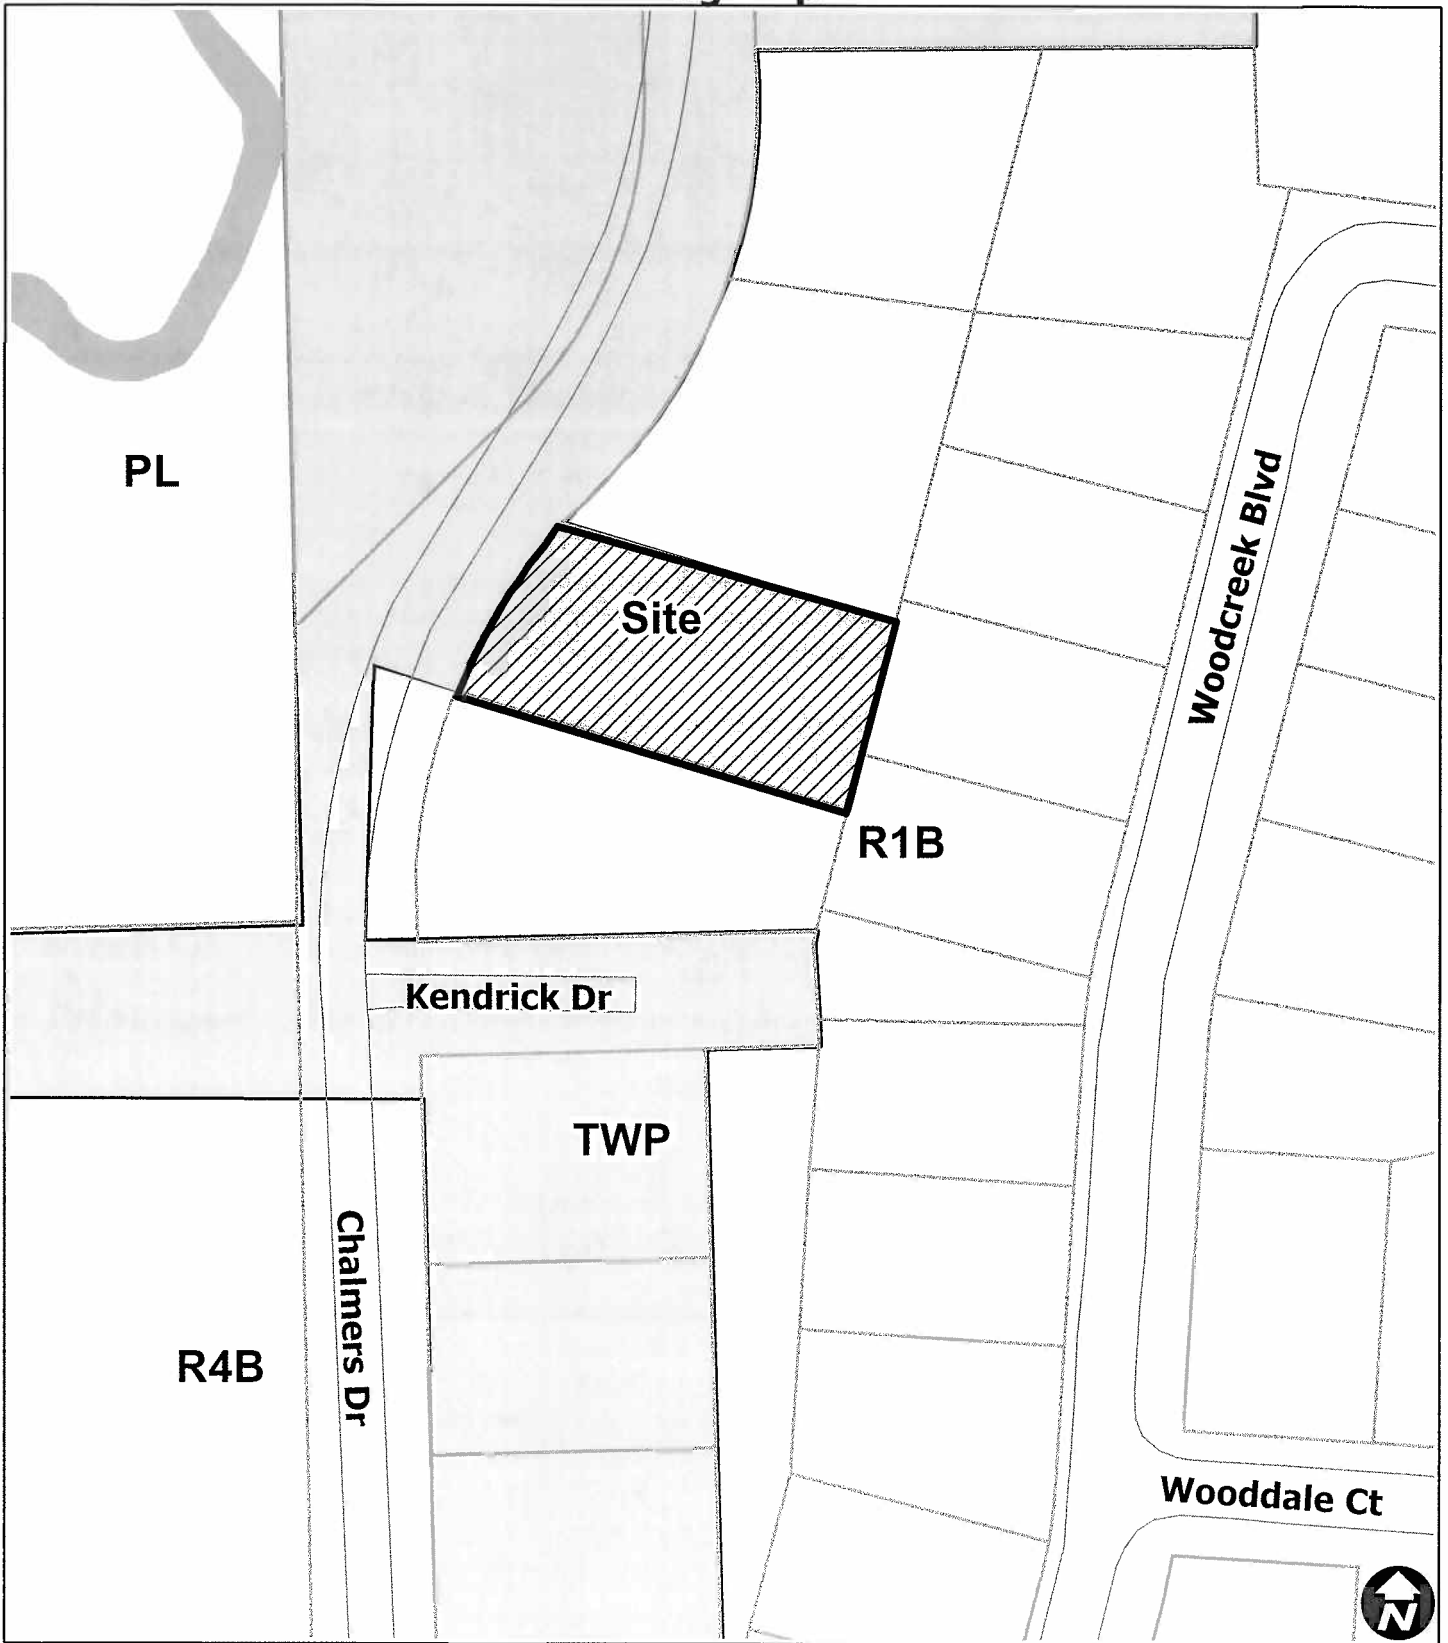 PL
Site
Woodcreek Blvd
R1B
Kendrick Dr
TWP
Chalmers Dr
R4B
Wooddale Ct
N